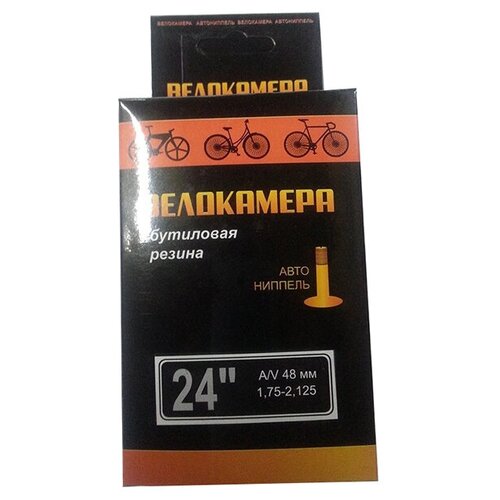 ВЕЛОКАМЕРА АВТОНИППЕЛЬ ВЕЛОКАМЕРА АВТОНИППЕЛЬ
ВЕЛОКАМЕРА
ВЕЛОКАМЕРА
бутиловая
резина
АВТО
НИППЕЛЬ
24"
A/V 48 мм
1,75-2,125